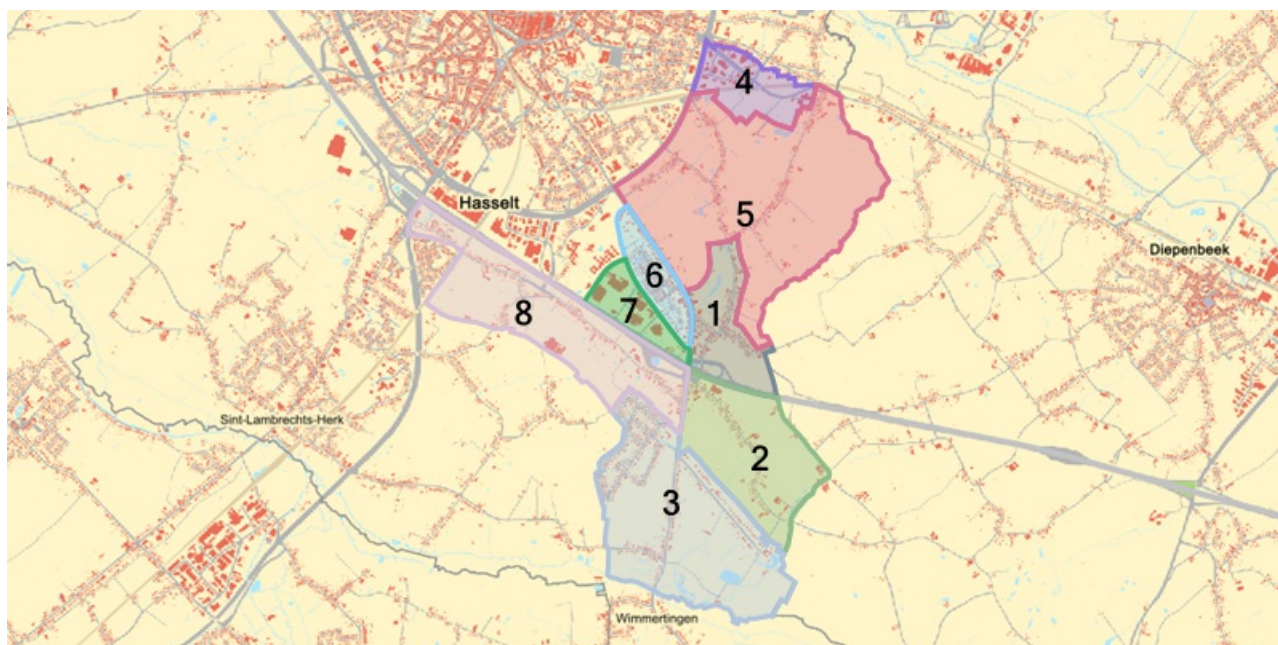 4
Hasselt
5
Diepenbeek
6
7
1
8
Sint-Lambrechts-Herk
2
3
Wimmertingen